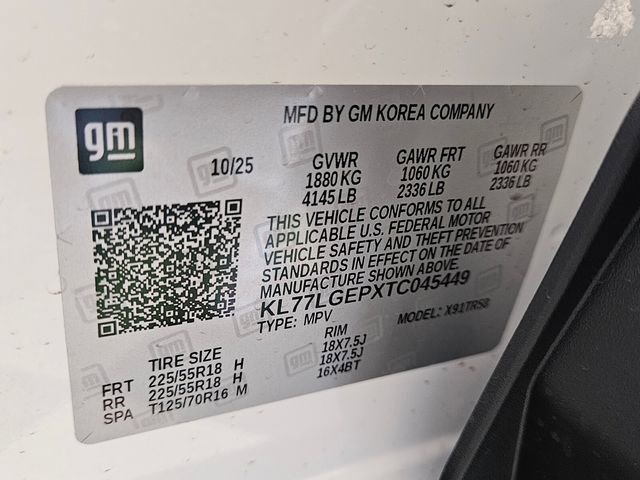 gm
MFD BY GM KOREA COMPANY
10/25 GVWR GAWR FRT GAWR RR
1880 KG 1060 KG 1060 KG
4145 LB 2336 LB 2336 LB
THIS VEHICLE CONFORMS TO ALL
APPLICABLE U.S. FEDERAL MOTOR
VEHICLE SAFETY AND THEFT PREVENTION
STANDARDS IN EFFECT ON THE DATE OF
MANUFACTURE SHOWN ABOVE.
KL77LGEPXTC045449
TYPE: MPV MODEL: X91TR58
TIRE SIZE RIM
FRT 225/55R18 H 18X7.5J
RR 225/55R18 H 18X7.5J
SPA T125/70R16 M 16X4BT